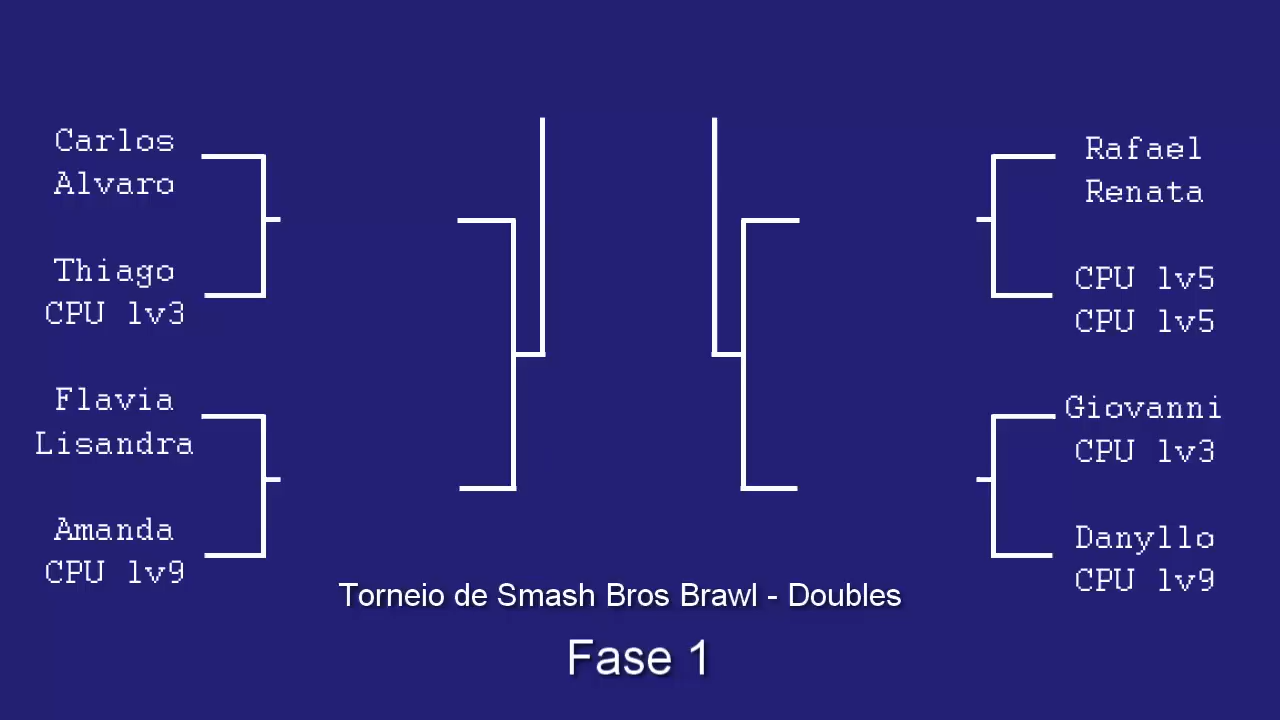 Carlos
Alvaro
Thiago
CPU lv3
Flavia
Lisandra
Amanda
CPU lv9
Rafael
Renata
CPU lv5
CPU lv5
Giovanni
CPU lv3
Danyllo
CPU lv9
Torneio de Smash Bros Brawl - Doubles
Fase 1